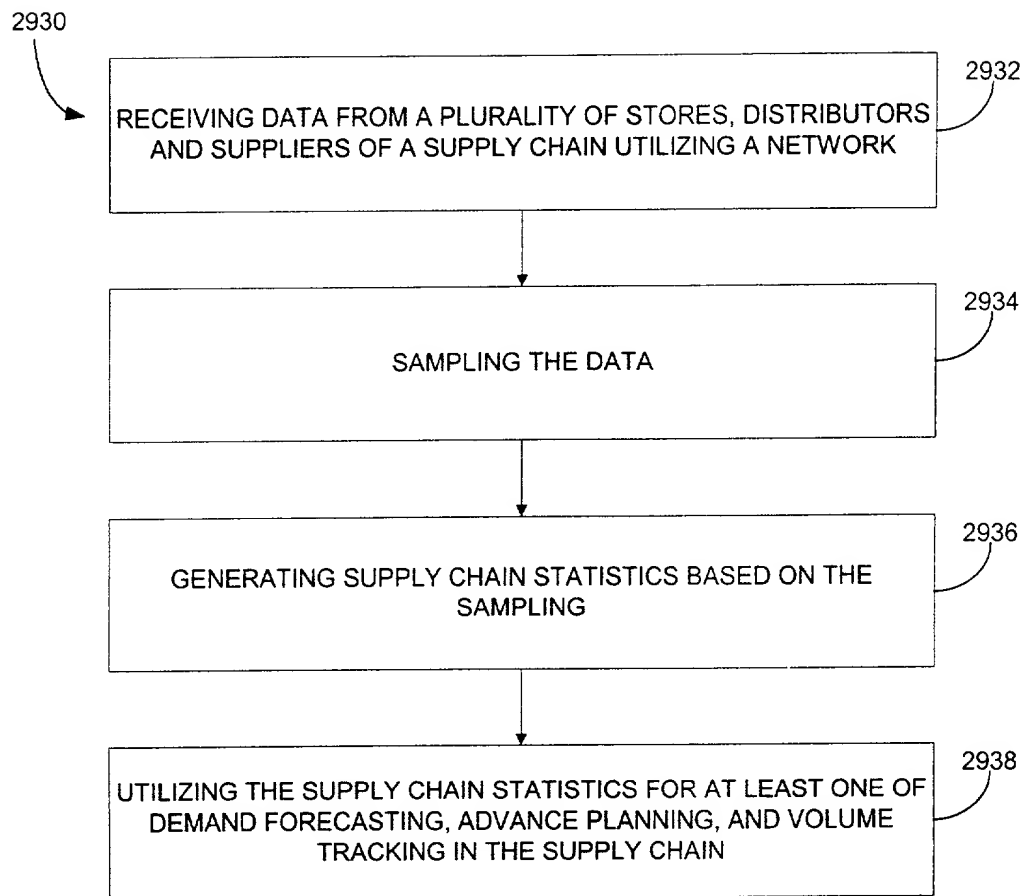 2930
2932
RECEIVING DATA FROM A PLURALITY OF STORES, DISTRIBUTORS
AND SUPPLIERS OF A SUPPLY CHAIN UTILIZING A NETWORK
2934
SAMPLING THE DATA
2936
GENERATING SUPPLY CHAIN STATISTICS BASED ON THE
SAMPLING
2938
UTILIZING THE SUPPLY CHAIN STATISTICS FOR AT LEAST ONE OF
DEMAND FORECASTING, ADVANCE PLANNING, AND VOLUME
TRACKING IN THE SUPPLY CHAIN